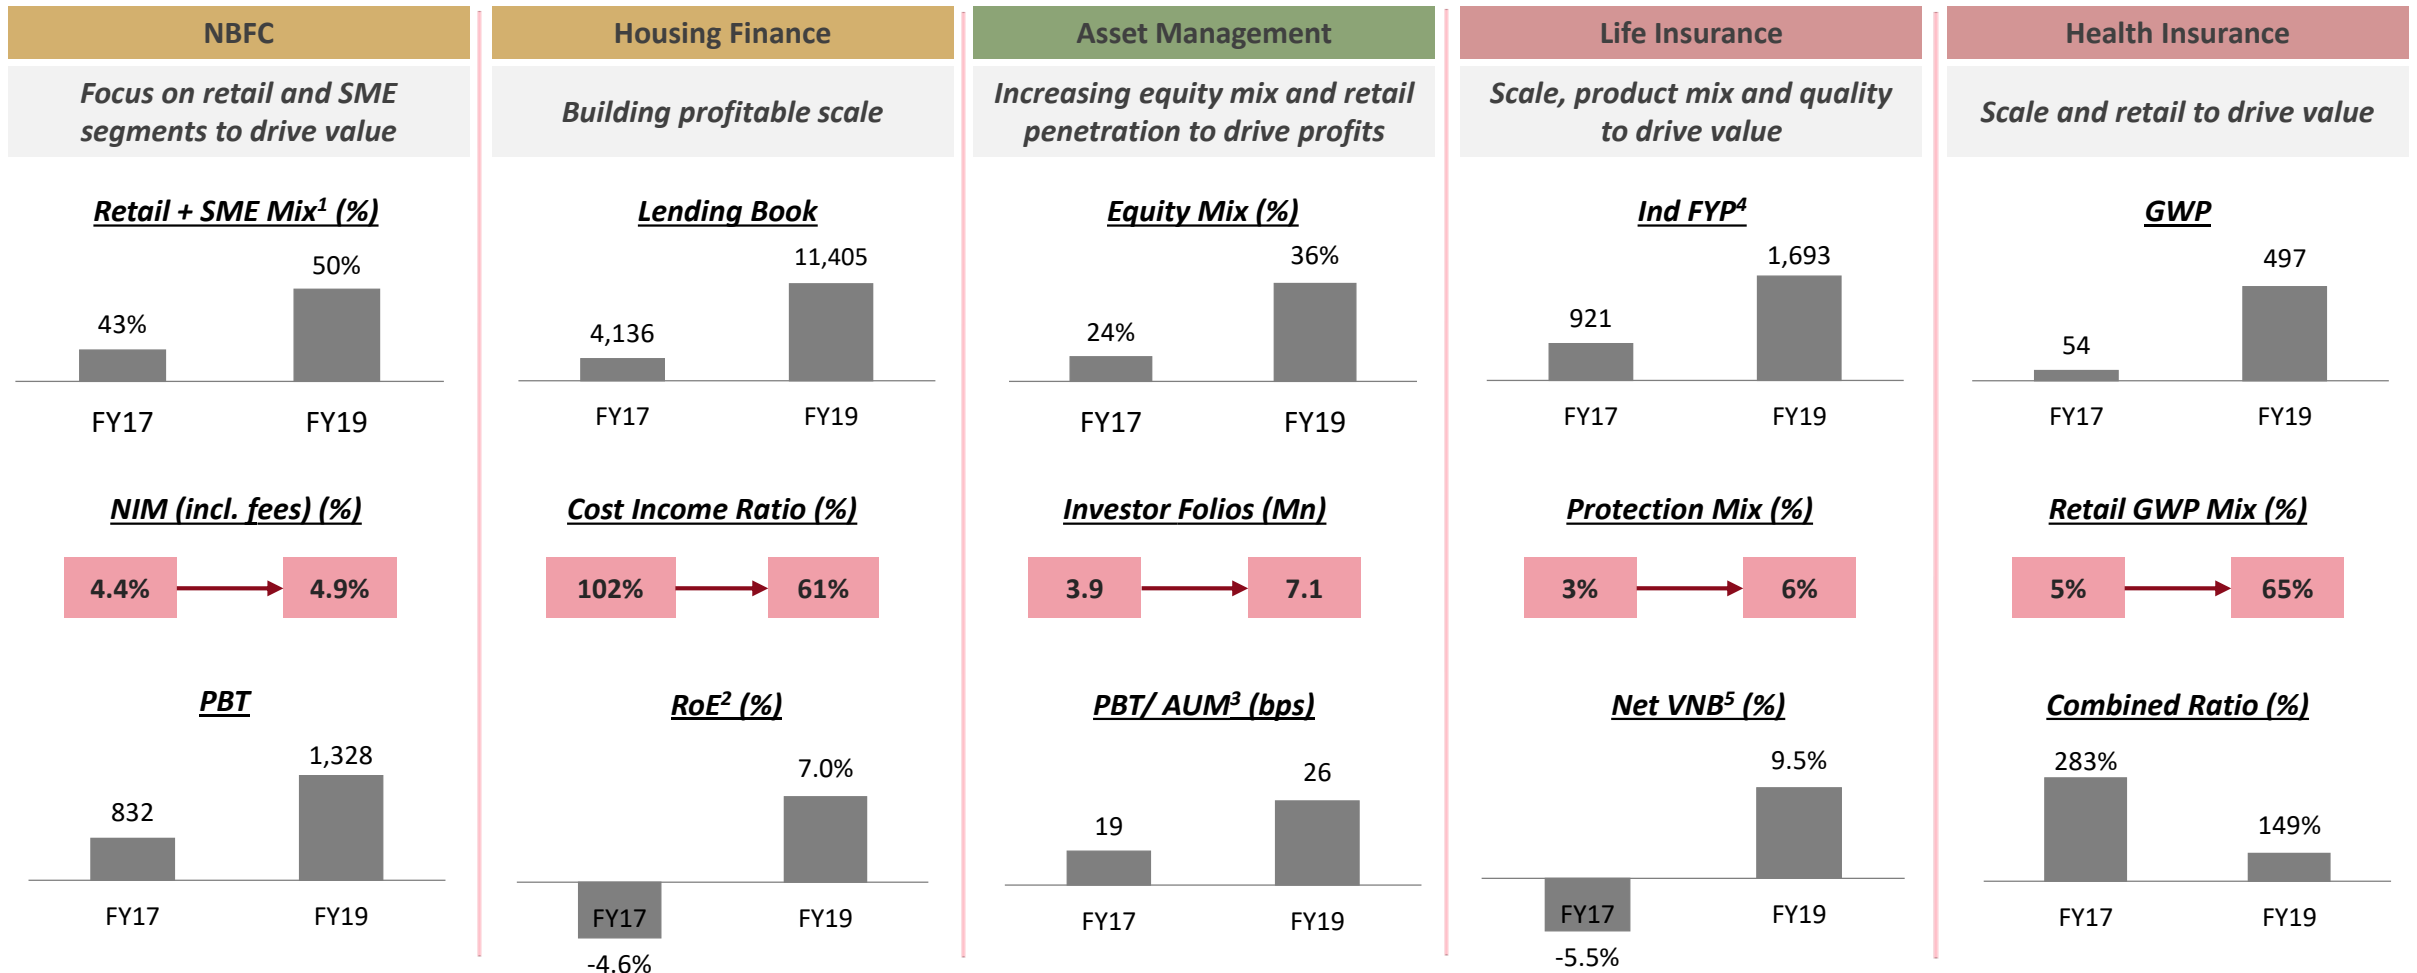 NBFC
Focus on retail and SME
segments to drive value
Retail + SME Mix¹ (%)
43%
50%
FY17
FY19
NIM (incl. fees) (%)
4.4%
4.9%
PBT
832
1,328
FY17
FY19
Housing Finance
Building profitable scale
Lending Book
4,136
11,405
FY17
FY19
Cost Income Ratio (%)
102%
61%
RoE² (%)
7.0%
FY17
FY19
-4.6%
Asset Management
Increasing equity mix and retail
penetration to drive profits
Equity Mix (%)
24%
36%
FY17
FY19
Investor Folios (Mn)
3.9
7.1
PBT/ AUM³ (bps)
19
26
FY17
FY19
Life Insurance
Scale, product mix and quality
to drive value
Ind FYP⁴
921
1,693
FY17
FY19
Protection Mix (%)
3%
6%
Net VNB⁵ (%)
9.5%
FY17
FY19
-5.5%
Health Insurance
Scale and retail to drive value
GWP
54
497
FY17
FY19
Retail GWP Mix (%)
5%
65%
Combined Ratio (%)
283%
149%
FY17
FY19